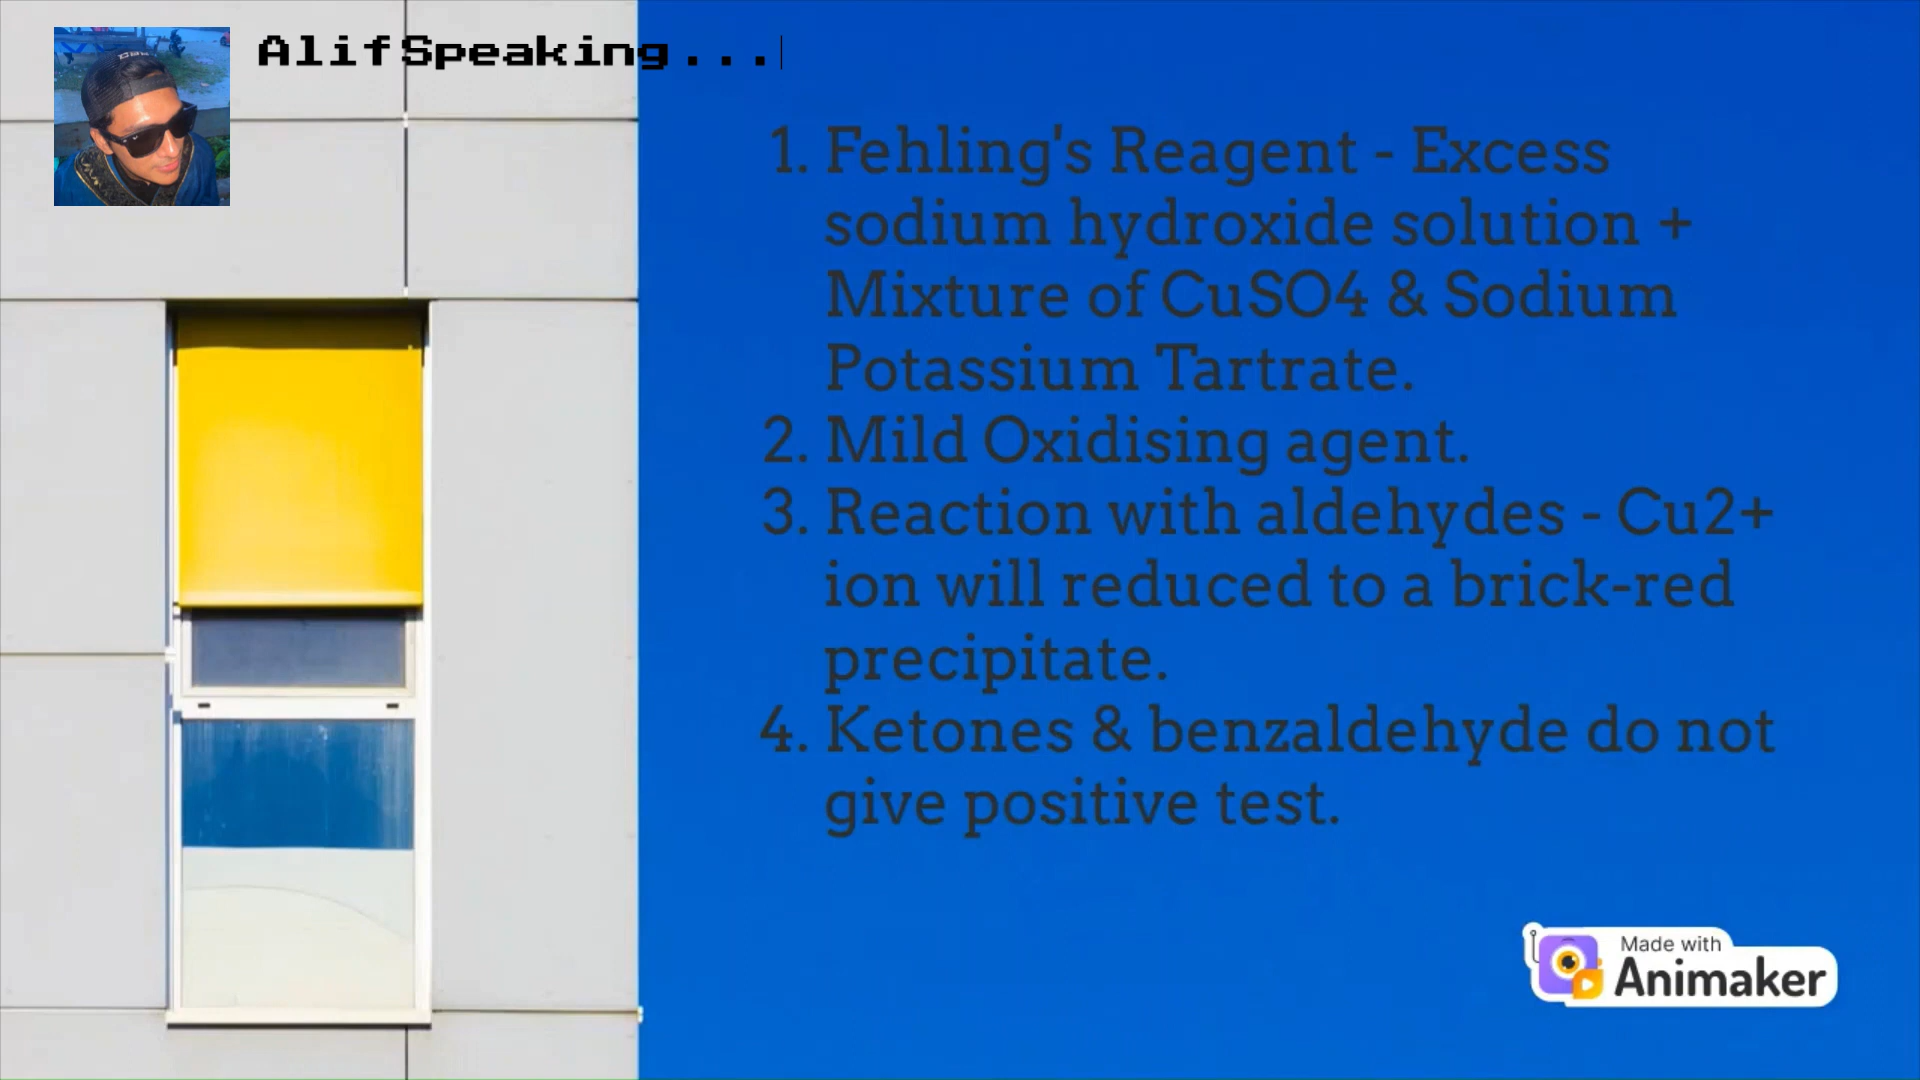 AlifSpeaking...
1. Fehling's Reagent - Excess
sodium hydroxide solution +
Mixture of CuSO4 & Sodium
Potassium Tartrate.
2. Mild Oxidising agent.
3. Reaction with aldehydes - Cu2+
ion will reduced to a brick-red
precipitate.
4. Ketones & benzaldehyde do not
give positive test.
Made with
Animaker